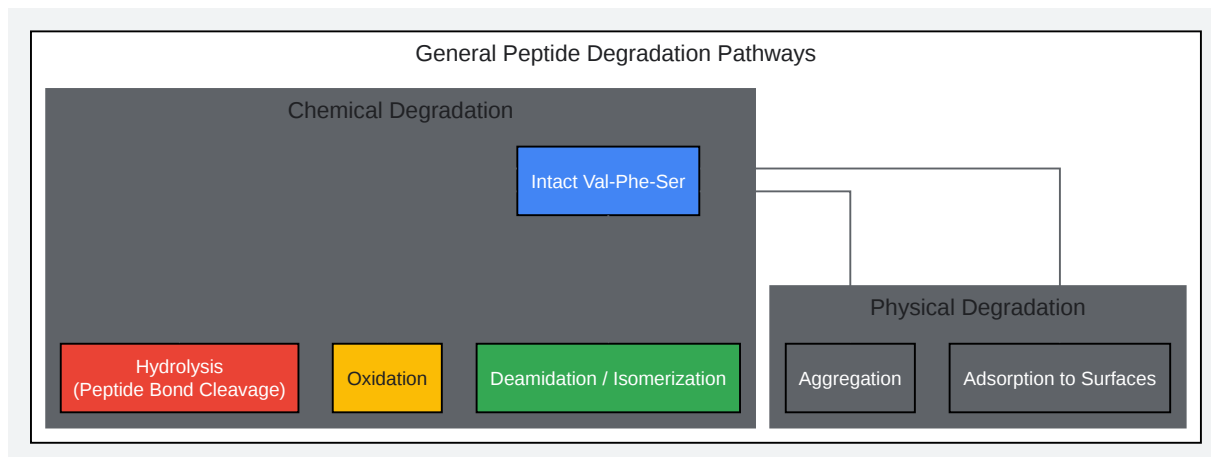 General Peptide Degradation Pathways
Chemical Degradation
Intact Val-Phe-Ser
Physical Degradation
Hydrolysis
(Peptide Bond Cleavage)
Oxidation
Deamidation / Isomerization
Aggregation
Adsorption to Surfaces